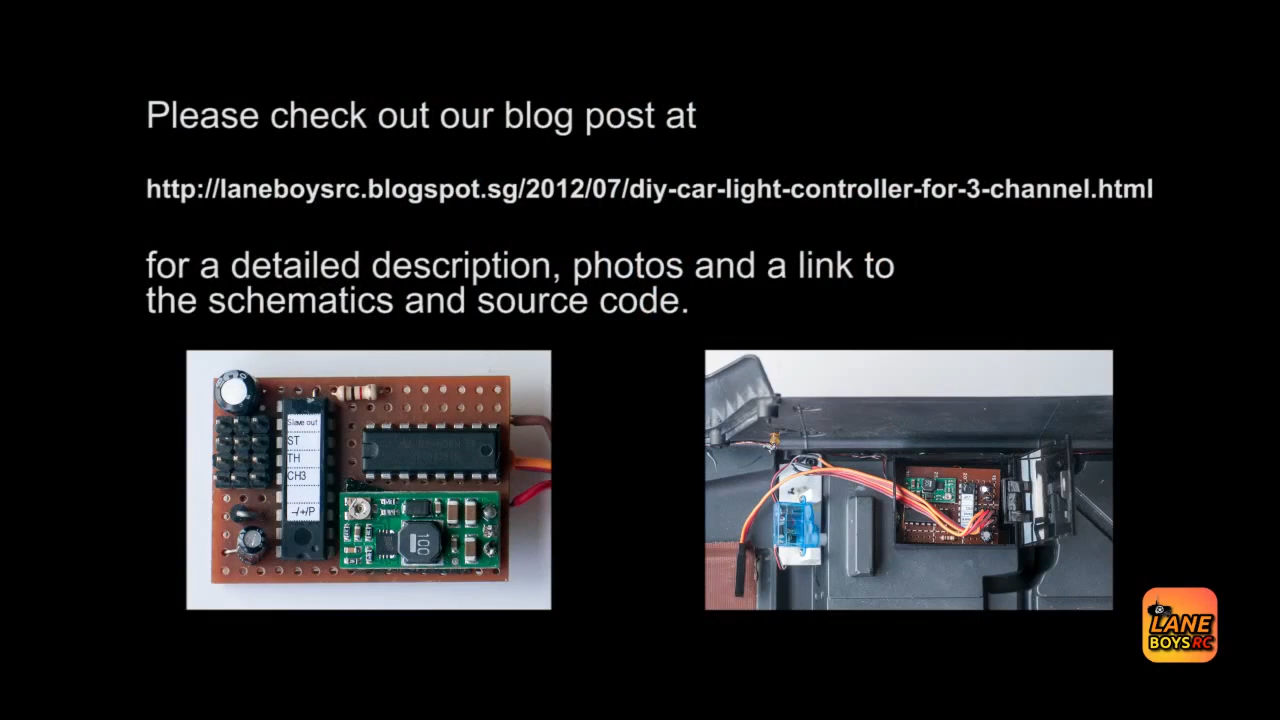 Please check out our blog post at
http://laneboysrc.blogspot.sg/2012/07/diy-car-light-controller-for-3-channel.html
for a detailed description, photos and a link to
the schematics and source code.
Slave out
ST
TH
CH3
-/+/P
100
LANE
BOYSRC